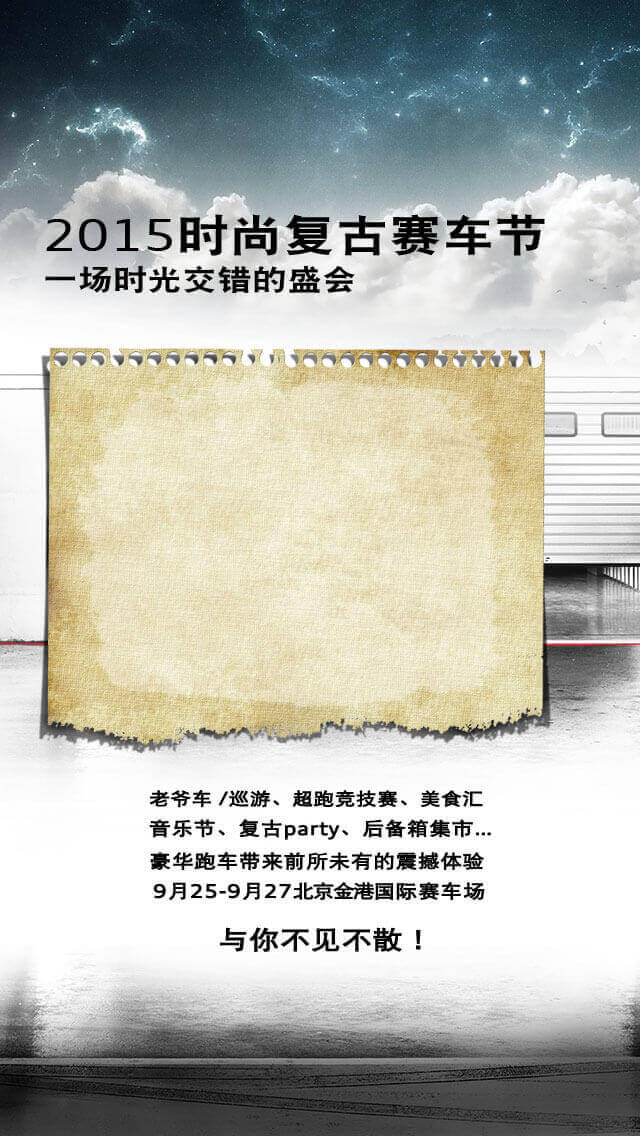 2015时尚复古赛车节
一场时光交错的盛会
老爷车 /巡游、超跑竞技赛、美食汇
音乐节、复古party、后备箱集市...
豪华跑车带来前所未有的震撼体验
9月25-9月27北京金港国际赛车场
与你不见不散！